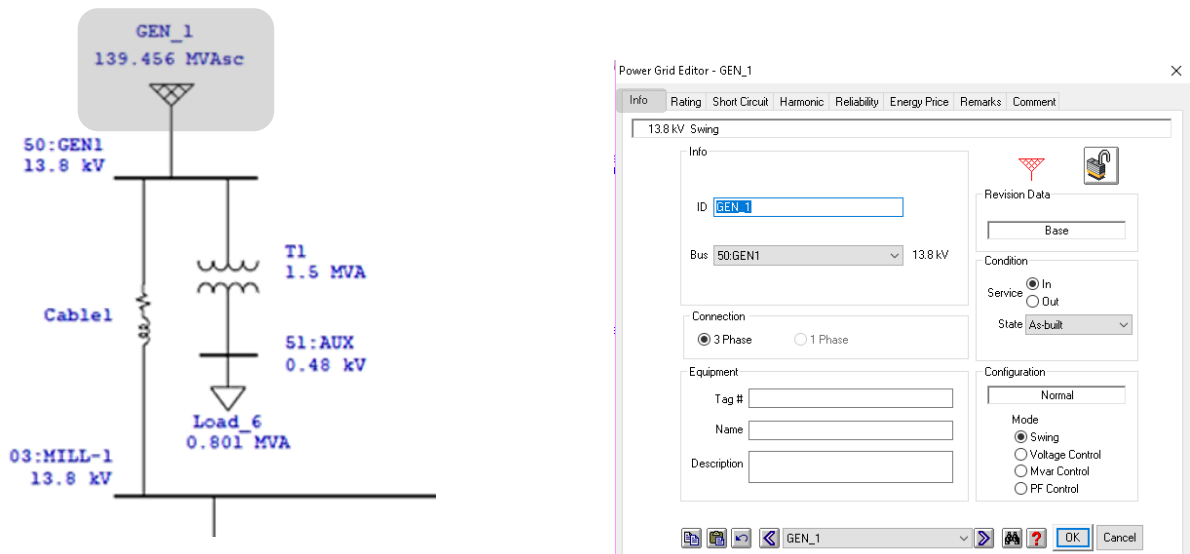 GEN_1
139.456 MVAsc
50:GEN1
13.8 kV
T1
1.5 MVA
Cable1
51:AUX
0.48 kV
Load_6
0.801 MVA
03:MILL-1
13.8 kV
Power Grid Editor - GEN_1
Info Rating Short Circuit Harmonic Reliability Energy Price Remarks Comment
13.8 kV Swing
Info
ID GEN_1
Bus 50:GEN1 13.8 kV
Revision Data
Base
Condition
Service In
Out
State As-built
Connection
3 Phase 1 Phase
Equipment
Tag #
Name
Description
Configuration
Normal
Mode
Swing
Voltage Control
Mvar Control
PF Control
GEN_1 OK Cancel